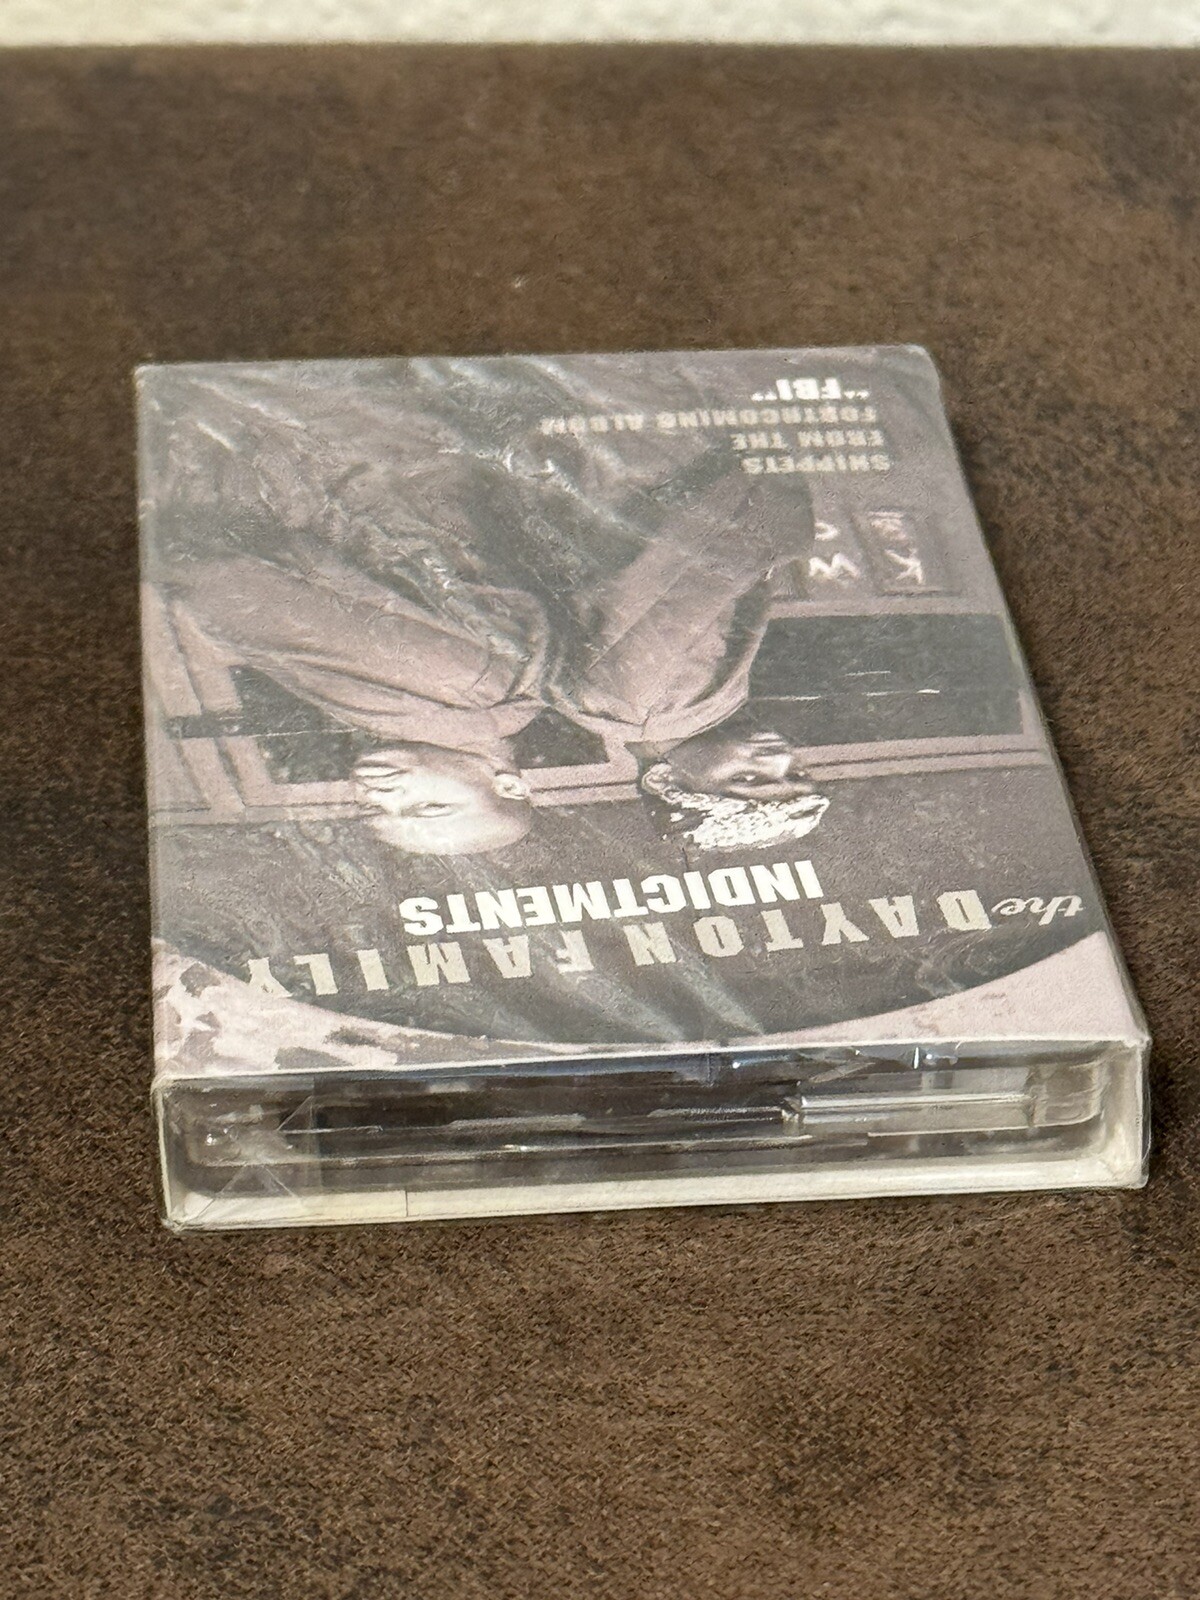 the DAYTON FAMILY
INDICTMENTS
K W
SNIPPETS
FROM THE
FORTHCOMING ALBUM
"FBI"